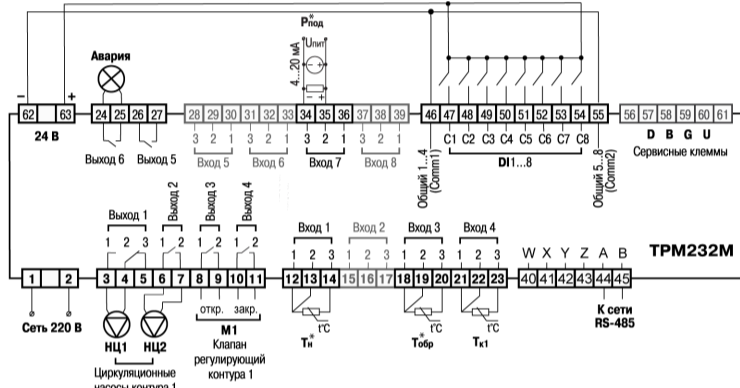 Pпод*
4...20 мА
Uпит
Авария
62 63
24 В
24 25 26 27
Выход 6 Выход 5
28 29 30 31 32 33 34 35 36 37 38 39
3 2 1 3 2 1 3 2 1 3 2 1
Вход 5 Вход 6 Вход 7 Вход 8
46 47 48 49 50 51 52 53 54 55
C1 C2 C3 C4 C5 C6 C7 C8
DI1...8
Общий 1...4
(Comm1)
Общий 5...8
(Comm2)
56 57 58 59 60 61
D B G U
Сервисные клеммы
ТРМ232М
Выход 1
Выход 2
Выход 3
Выход 4
1 2 3 1 2 1 2 1 2
Вход 1 Вход 2 Вход 3 Вход 4
1 2 3 1 2 3 1 2 3 1 2 3
W X Y Z A B
1 2
3 4 5 6 7 8 9 10 11
12 13 14 15 16 17 18 19 20 21 22 23
40 41 42 43 44 45
Сеть 220 В
НЦ1 НЦ2
Циркуляционные
насосы контура 1
откр. закр.
М1
Клапан
регулирующий
контура 1
t°C
Tн*
t°C
Tобр*
t°C
Tк1
К сети
RS-485